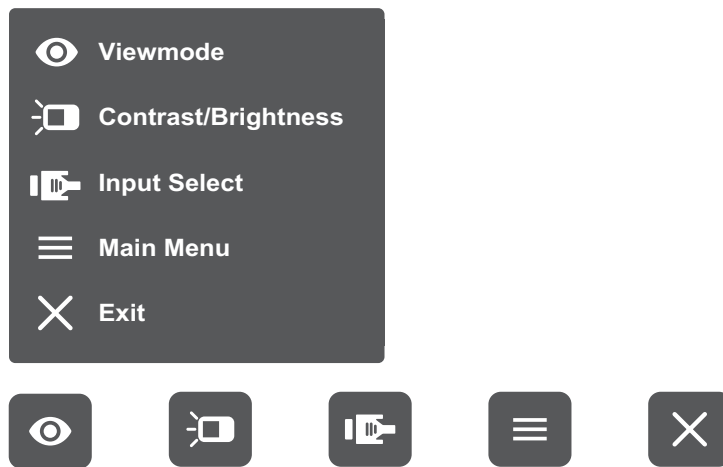 Viewmode
Contrast/Brightness
Input Select
Main Menu
Exit